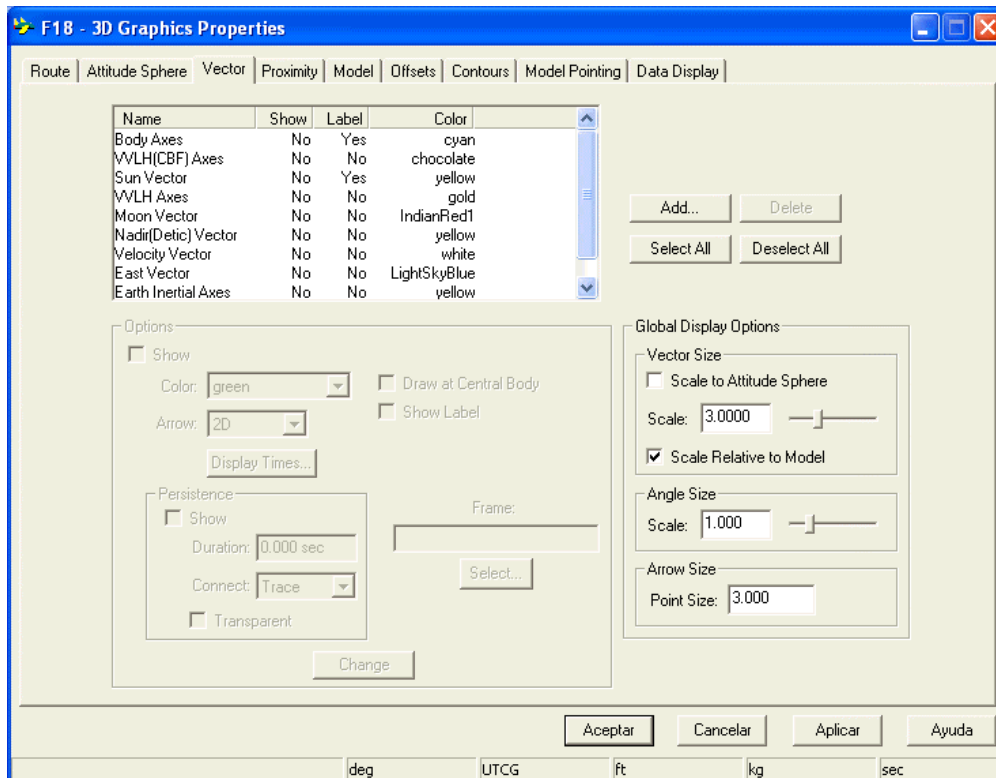 F18 - 3D Graphics Properties
Route Attitude Sphere Vector Proximity Model Offsets Contours Model Pointing Data Display
Name Show Label Color
Body Axes No Yes cyan
VVLH(CBF) Axes No No chocolate
Sun Vector No Yes yellow
VVLH Axes No No gold
Moon Vector No No IndianRed1
Nadir(Detic) Vector No No yellow
Velocity Vector No No white
East Vector No No LightSkyBlue
Earth Inertial Axes No No yellow
Add... Delete
Select All Deselect All
Options
Show
Color: green
Draw at Central Body
Arrow: 2D
Show Label
Display Times...
Persistence
Show
Duration: 0.000 sec
Connect: Trace
Transparent
Frame:
Select...
Change
Global Display Options
Vector Size
Scale to Attitude Sphere
Scale: 3.0000
Scale Relative to Model
Angle Size
Scale: 1.000
Arrow Size
Point Size: 3.000
Aceptar Cancelar Aplicar Ayuda
deg UTCG ft kg sec